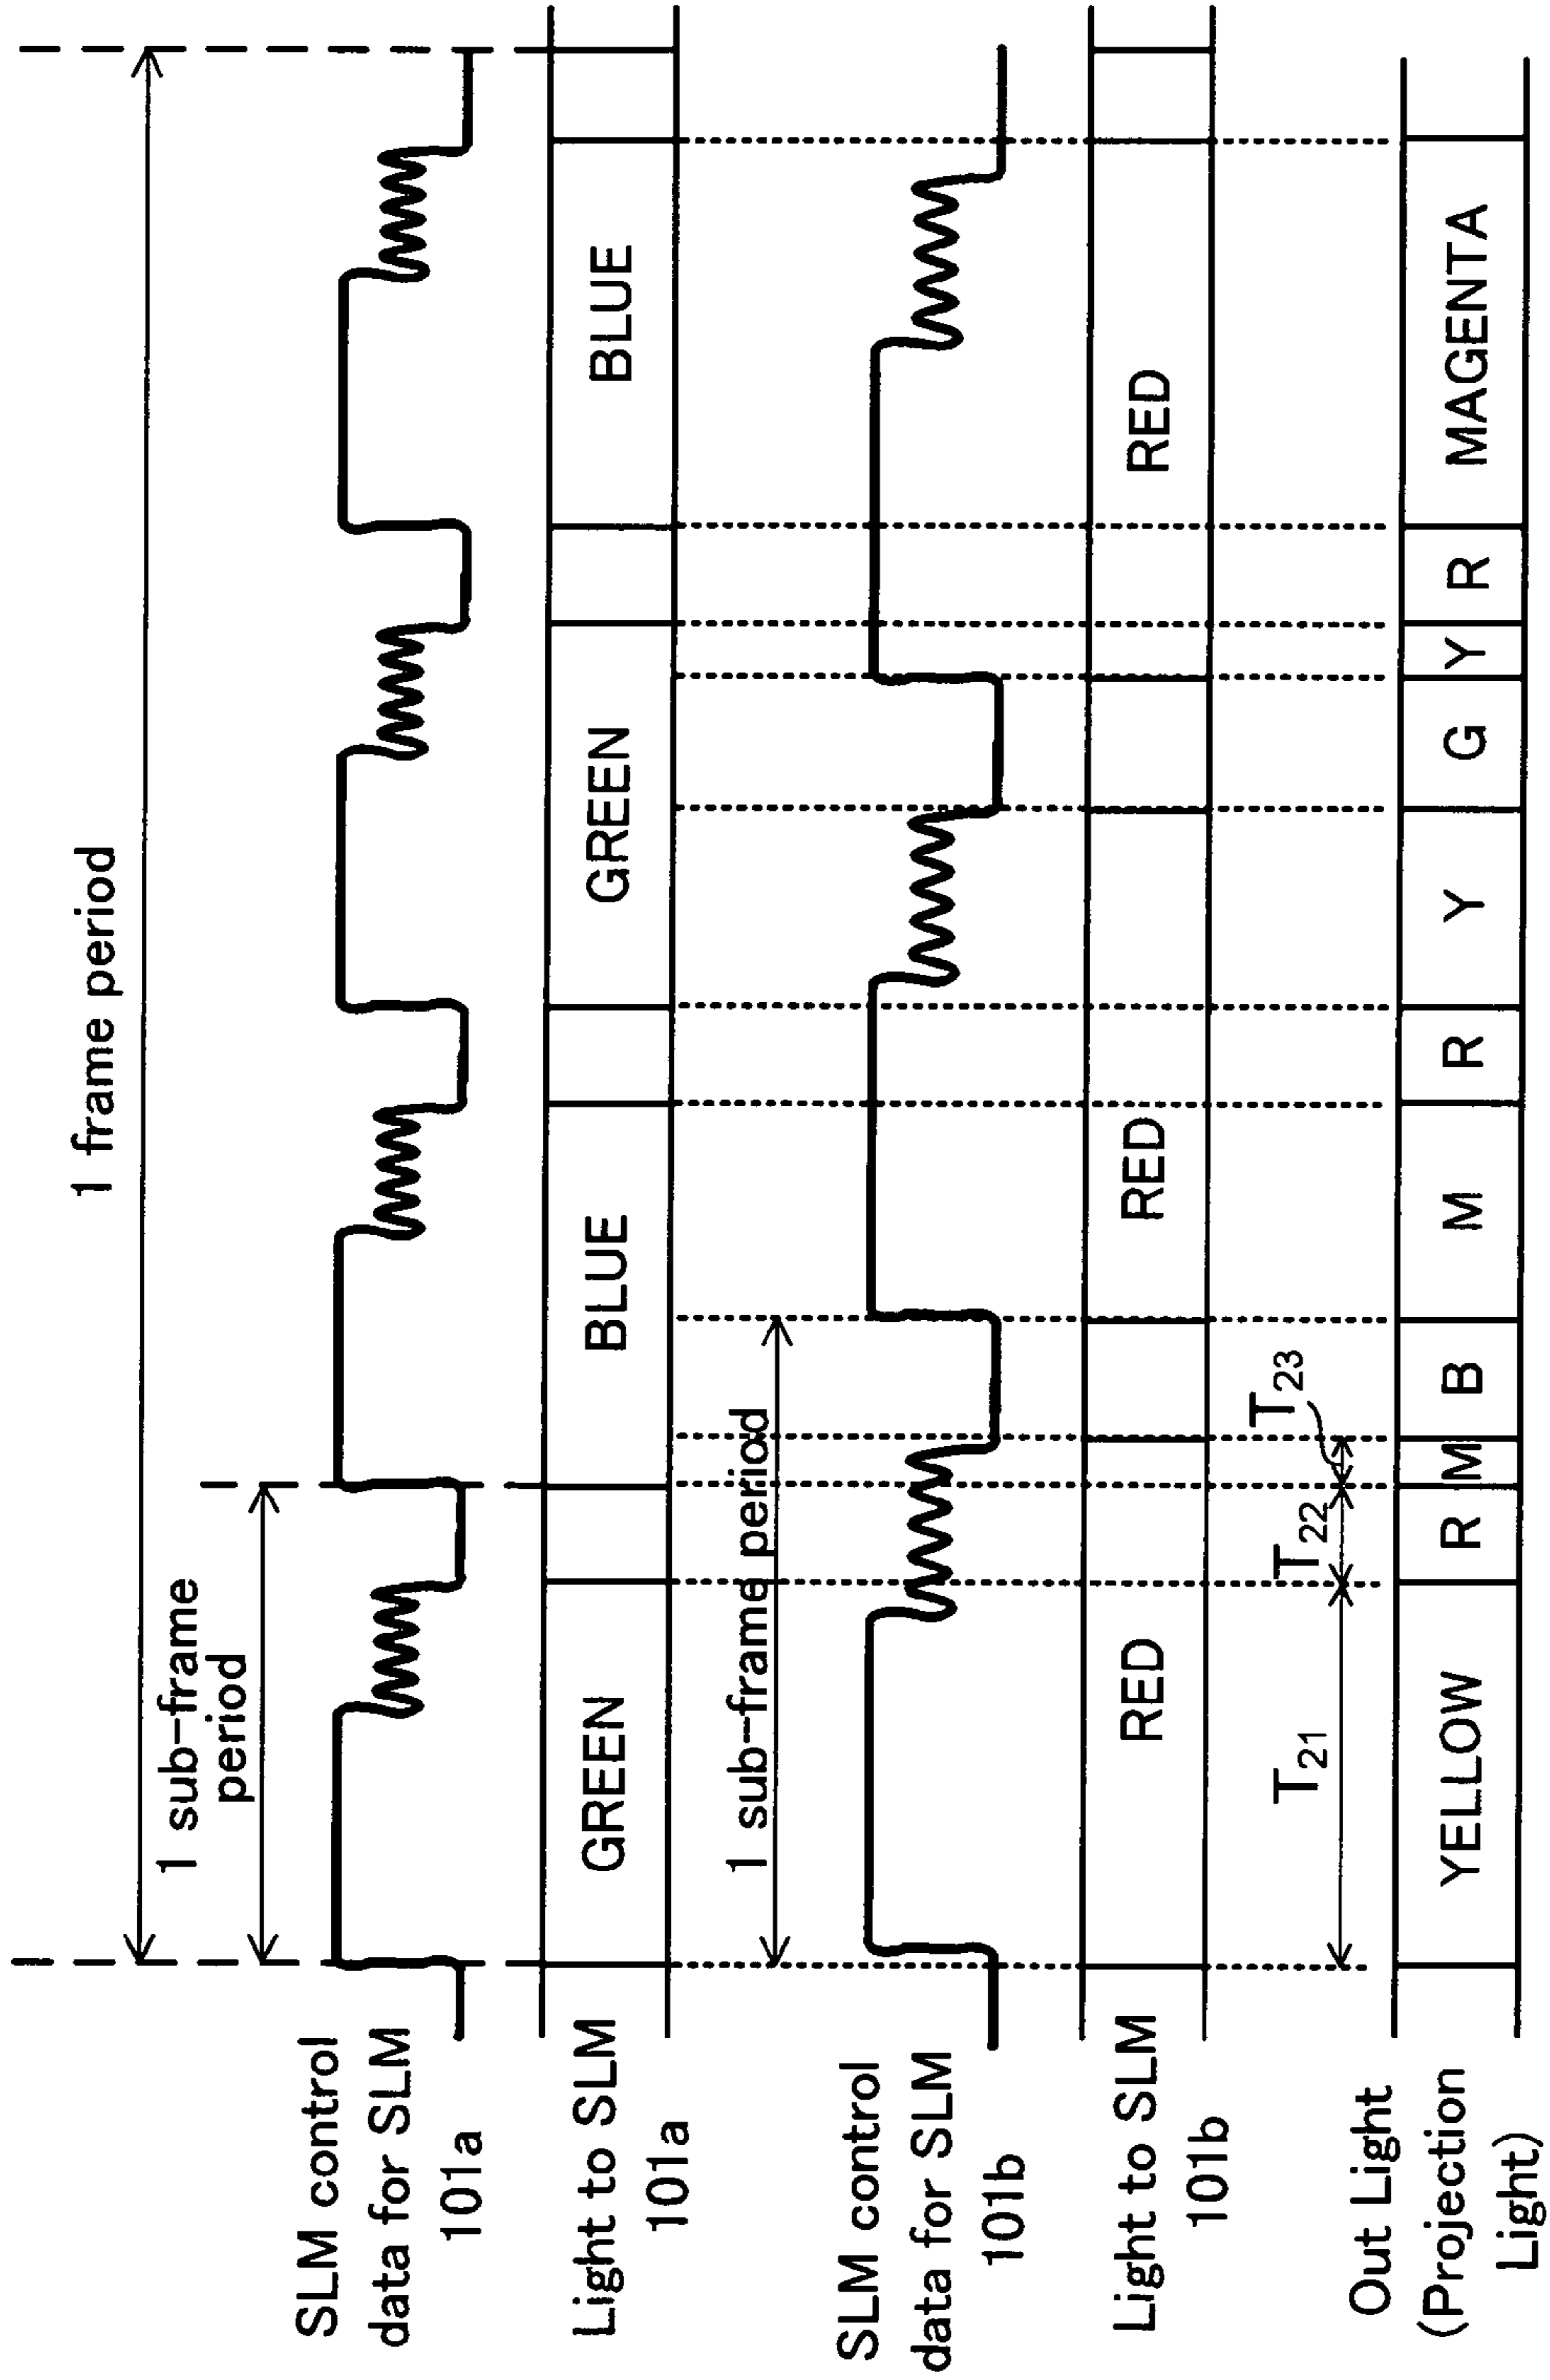 1 frame period
1 sub-frame
period
SLM control
data for SLM
101a
Light to SLM
101a
GREEN
BLUE
GREEN
BLUE
1 sub-frame period
SLM control
data for SLM
101b
Light to SLM
101b
RED
RED
RED
T21
T22
T23
Out Light
(Projection
Light)
YELLOW
R
M
B
M
R
Y
G
Y
R
MAGENTA